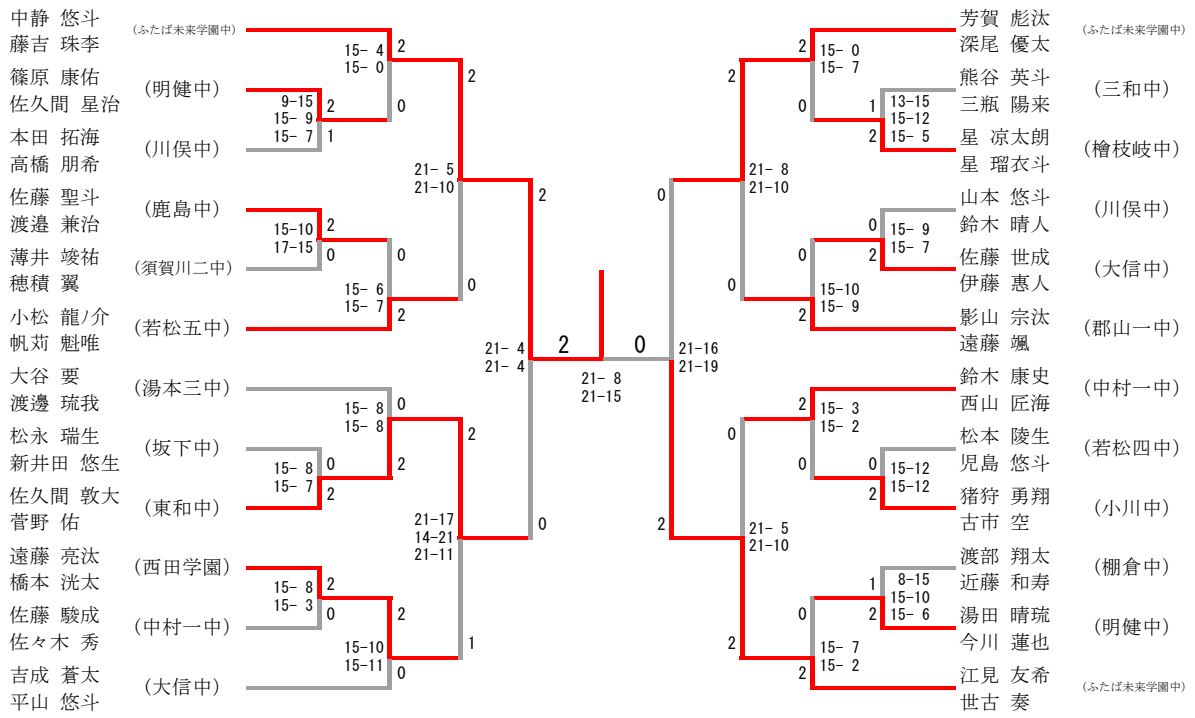 中静 悠斗
藤吉 珠李
(ふたば未来学園中)
篠原 康佑
佐久間 星治
(明健中)
本田 拓海
高橋 朋希
(川俣中)
佐藤 聖斗
渡邉 兼治
(鹿島中)
薄井 竣祐
穂積 翼
(須賀川二中)
小松 龍ノ介
帆苅 魁唯
(若松五中)
大谷 要
渡邊 琉我
(湯本三中)
松永 瑞生
新井田 悠生
(坂下中)
佐久間 敦大
菅野 佑
(東和中)
遠藤 亮汰
橋本 洸太
(西田学園)
佐藤 駿成
佐々木 秀
(中村一中)
吉成 蒼太
平山 悠斗
(大信中)
15- 4
15- 0
2
0
9-15
15- 9
15- 7
2
1
15-10
17-15
2
0
15- 6
15- 7
0
2
21- 5
21-10
2
0
15- 8
15- 8
0
2
15- 8
15- 7
0
2
15- 8
15- 3
2
0
15-10
15-11
2
0
21-17
14-21
21-11
2
1
21- 4
21- 4
2
0
2
0
21- 8
21-15
21-16
21-19
0
2
21- 8
21-10
2
0
15- 0
15- 7
2
0
13-15
15-12
15- 5
1
2
15- 9
15- 7
0
2
15-10
15- 9
0
2
21- 5
21-10
0
2
15- 3
15- 2
2
0
15-12
15-12
0
2
8-15
15-10
15- 6
1
2
15- 7
15- 2
0
2
芳賀 彪汰
深尾 優太
(ふたば未来学園中)
熊谷 英斗
三瓶 陽来
(三和中)
星 凉太朗
星 瑠衣斗
(檜枝岐中)
山本 悠斗
鈴木 晴人
(川俣中)
佐藤 世成
伊藤 惠人
(大信中)
影山 宗汰
遠藤 颯
(郡山一中)
鈴木 康史
西山 匠海
(中村一中)
松本 陵生
児島 悠斗
(若松四中)
猪狩 勇翔
古市 空
(小川中)
渡部 翔太
近藤 和寿
(棚倉中)
湯田 晴琉
今川 蓮也
(明健中)
江見 友希
世古 奏
(ふたば未来学園中)